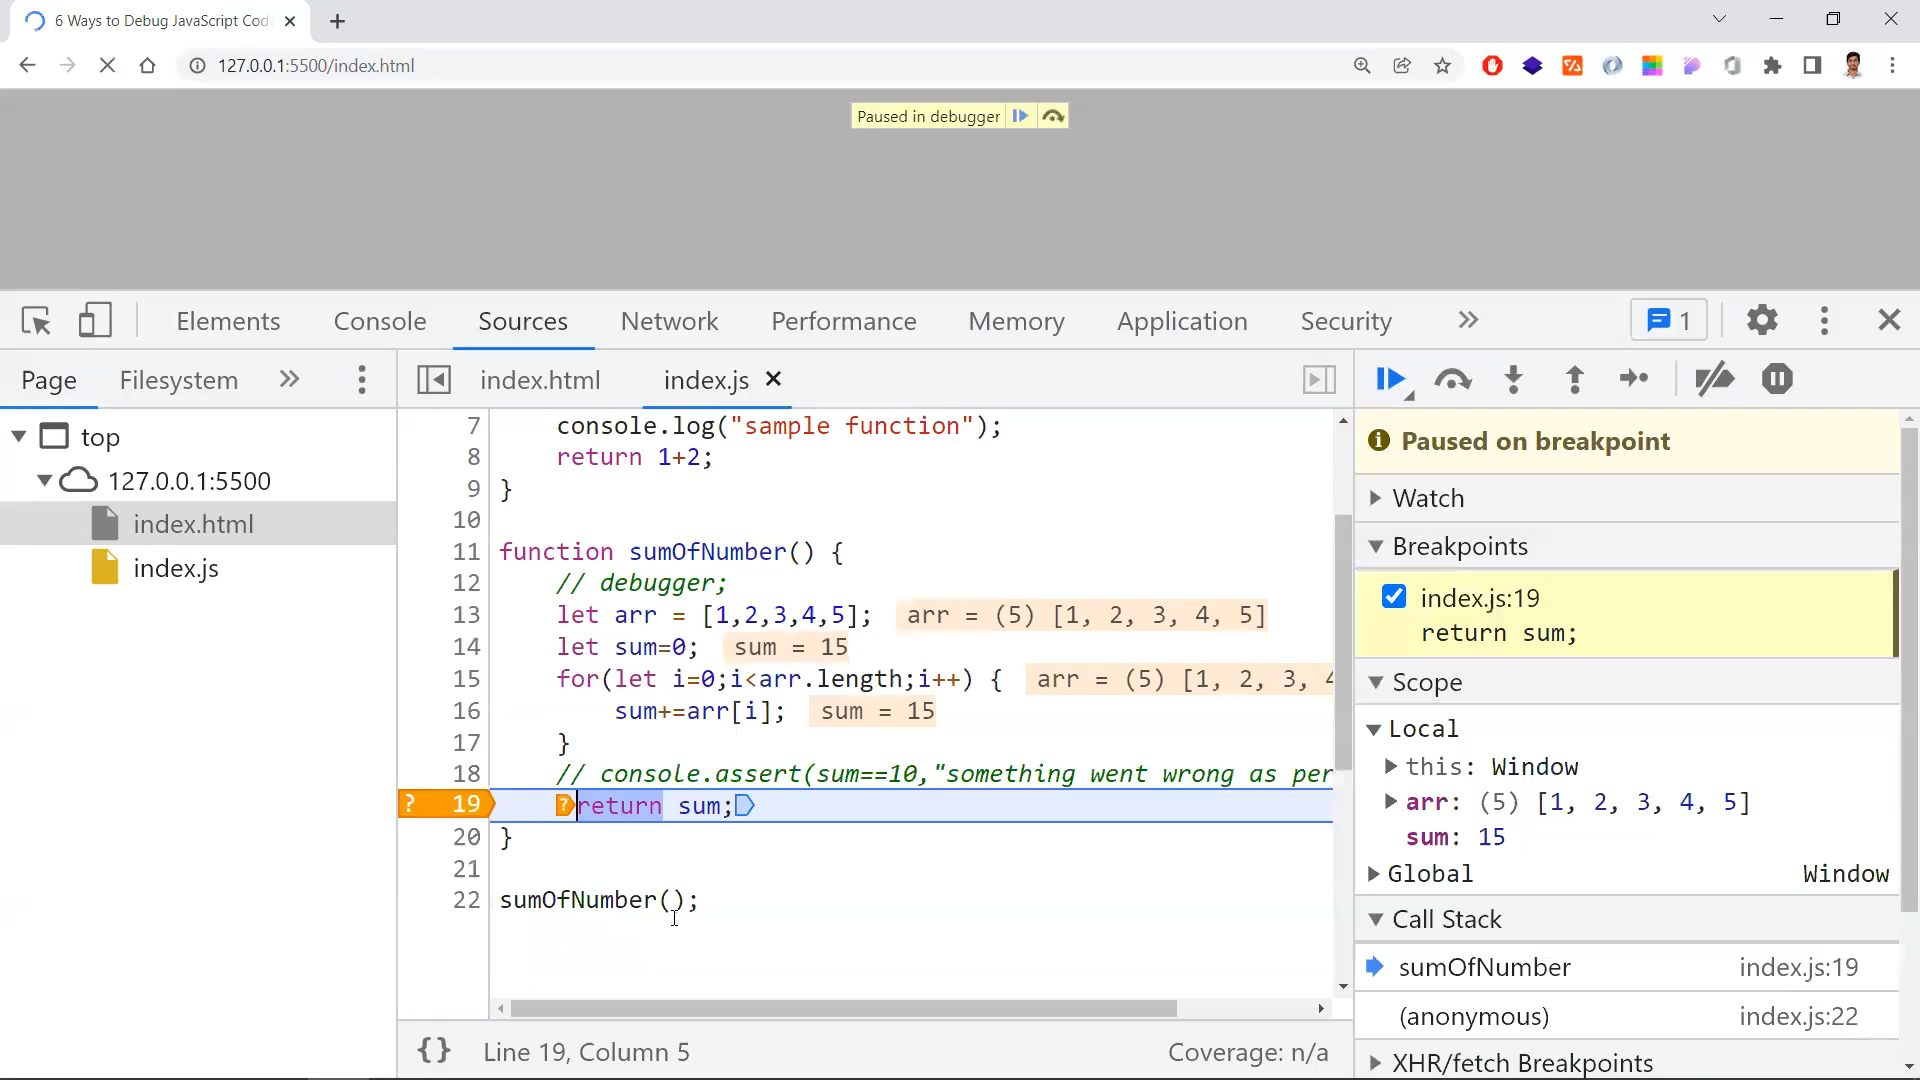 6 Ways to Debug JavaScript Code
127.0.0.1:5500/index.html
Paused in debugger
Elements Console Sources Network Performance Memory Application Security 1
Page Filesystem index.html index.js
top
127.0.0.1:5500
index.html
index.js
7 console.log("sample function");
8 return 1+2;
9 }
10
11 function sumOfNumber() {
12 // debugger;
13 let arr = [1,2,3,4,5]; arr = (5) [1, 2, 3, 4, 5]
14 let sum=0; sum = 15
15 for(let i=0;i<arr.length;i++) { arr = (5) [1, 2, 3, 4
16 sum+=arr[i]; sum = 15
17 }
18 // console.assert(sum==10,"something went wrong as per
? 19 ? return sum;
20 }
21
22 sumOfNumber();
{} Line 19, Column 5 Coverage: n/a
Paused on breakpoint
Watch
Breakpoints
index.js:19
return sum;
Scope
Local
this: Window
arr: (5) [1, 2, 3, 4, 5]
sum: 15
Global Window
Call Stack
sumOfNumber index.js:19
(anonymous) index.js:22
XHR/fetch Breakpoints